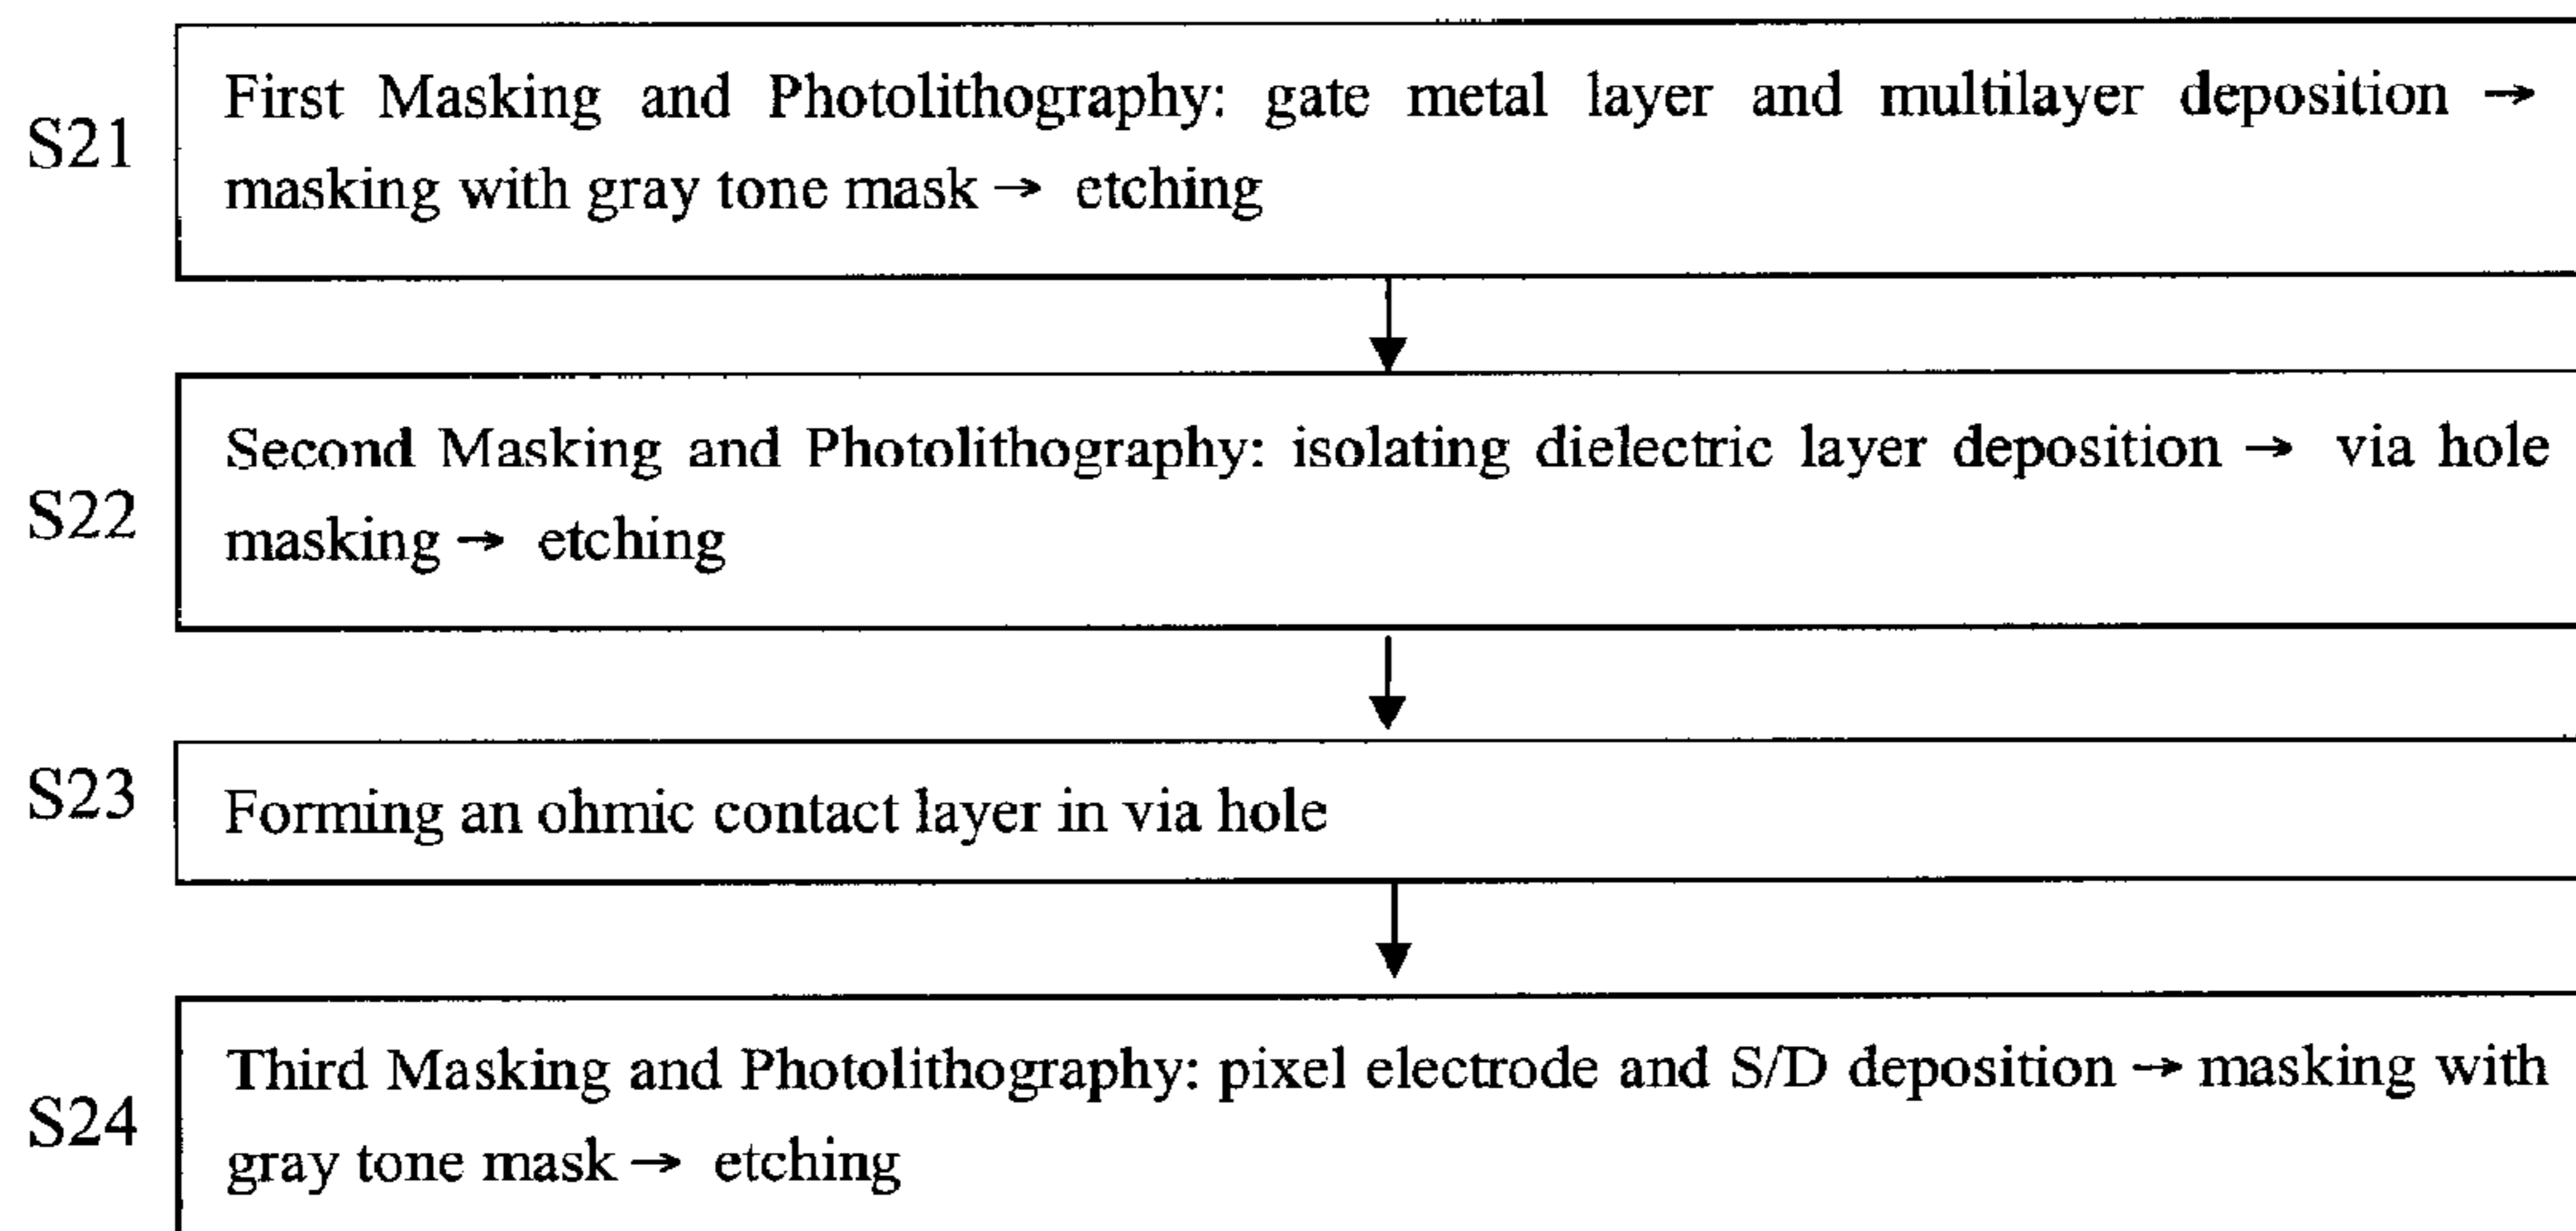 S21
First Masking and Photolithography: gate metal layer and multilayer deposition →
masking with gray tone mask → etching
S22
Second Masking and Photolithography: isolating dielectric layer deposition → via hole
masking → etching
S23
Forming an ohmic contact layer in via hole
S24
Third Masking and Photolithography: pixel electrode and S/D deposition → masking with
gray tone mask → etching